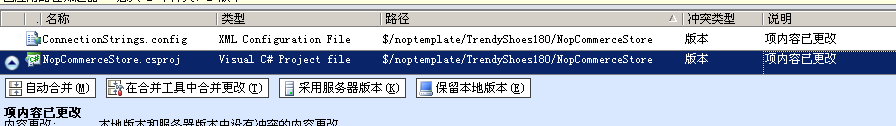 名称 类型 路径 冲突类型 说明
ConnectionStrings.config XML Configuration File $/noptemplate/TrendyShoes180/NopCommerceStore 版本 项内容已更改
NopCommerceStore.csproj Visual C# Project file $/noptemplate/TrendyShoes180/NopCommerceStore 版本 项内容已更改
自动合并(M) 在合并工具中合并更改(T) 采用服务器版本(K) 保留本地版本(E)
项内容已更改
内容更改: 本地版本和服务器版本中没有冲突的内容更改